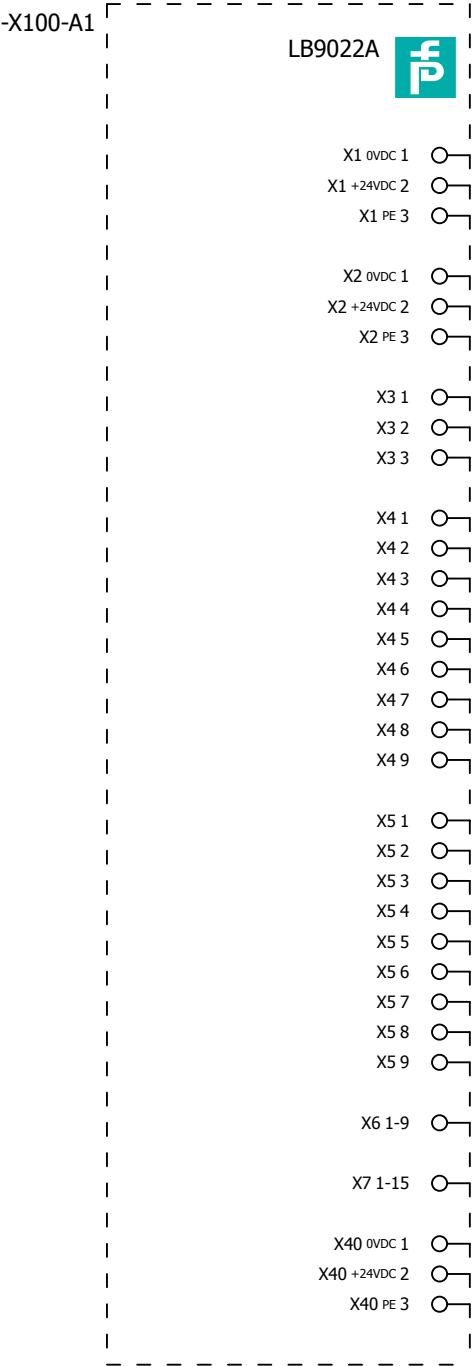 -X100-A1
LB9022A
X1 0VDC 1
X1 +24VDC 2
X1 PE 3
X2 0VDC 1
X2 +24VDC 2
X2 PE 3
X3 1
X3 2
X3 3
X4 1
X4 2
X4 3
X4 4
X4 5
X4 6
X4 7
X4 8
X4 9
X5 1
X5 2
X5 3
X5 4
X5 5
X5 6
X5 7
X5 8
X5 9
X6 1-9
X7 1-15
X40 0VDC 1
X40 +24VDC 2
X40 PE 3